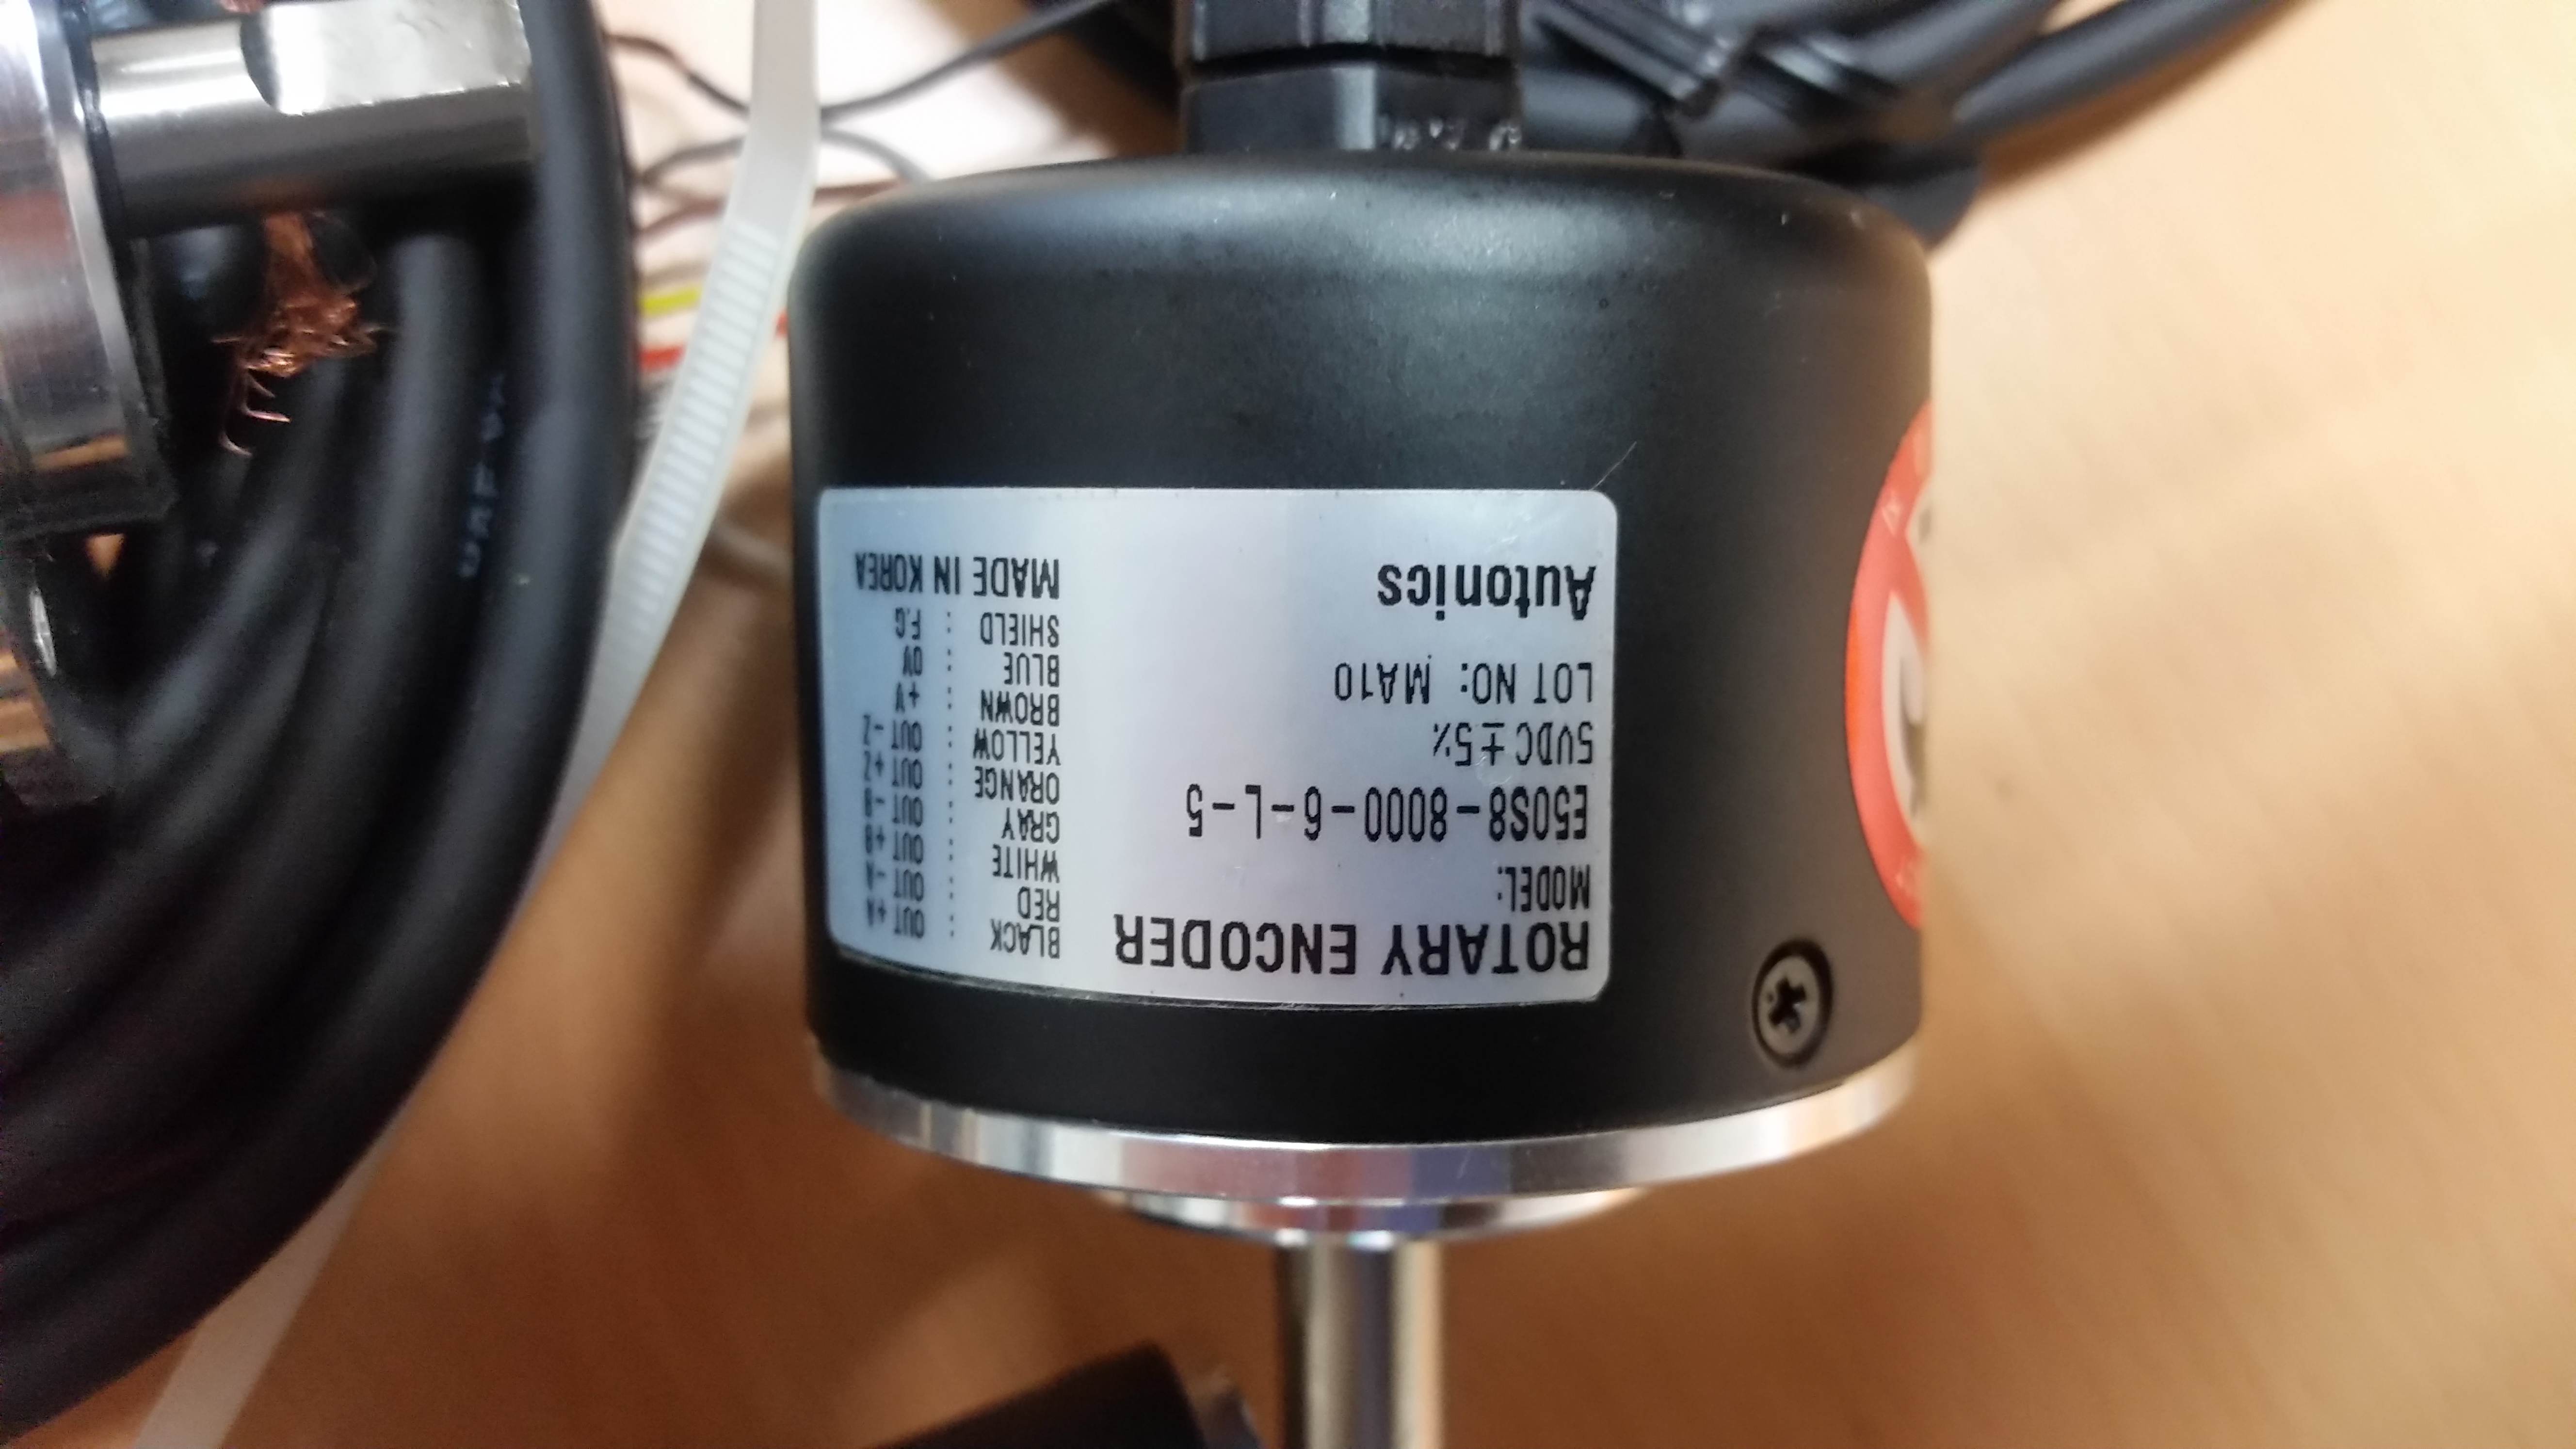 ROTARY ENCODER
MODEL:
E50S8-8000-6-L-5
5VDC±5%
LOT NO: MA10
Autonics
BLACK : OUT +A
RED : OUT -A
WHITE : OUT +B
GRAY : OUT -B
ORANGE : OUT +Z
YELLOW : OUT -Z
BROWN : +V
BLUE : 0V
SHIELD : F.G
MADE IN KOREA